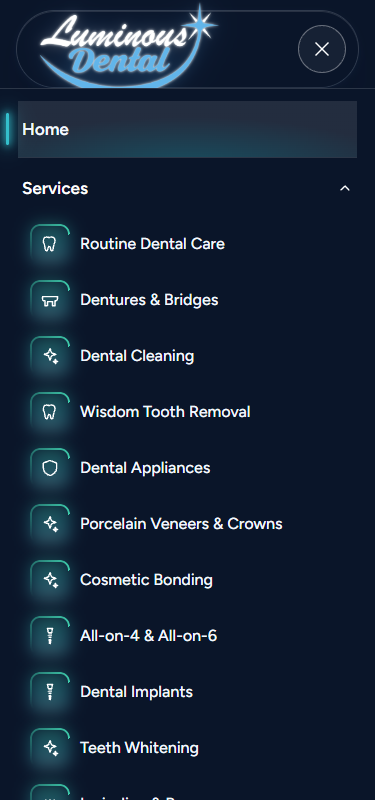 Luminous
Dental
Home
Services
Routine Dental Care
Dentures & Bridges
Dental Cleaning
Wisdom Tooth Removal
Dental Appliances
Porcelain Veneers & Crowns
Cosmetic Bonding
All-on-4 & All-on-6
Dental Implants
Teeth Whitening